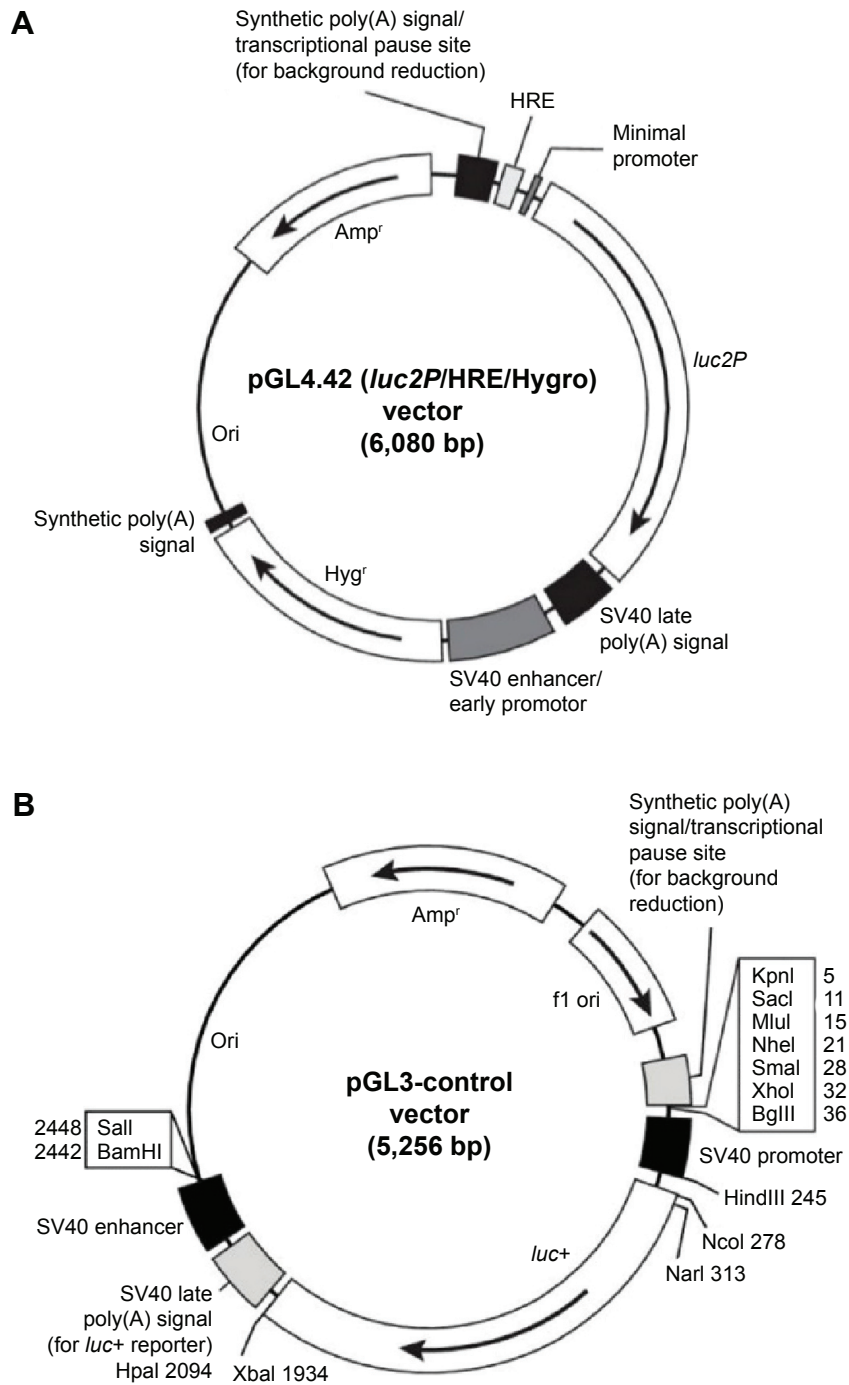 A
Synthetic poly(A) signal/
transcriptional pause site
(for background reduction)
HRE
Minimal
promoter
Ampr
luc2P
pGL4.42 (luc2P/HRE/Hygro)
vector
(6,080 bp)
Ori
Synthetic poly(A)
signal
Hygr
SV40 late
poly(A) signal
SV40 enhancer/
early promotor
B
Synthetic poly(A)
signal/transcriptional
pause site
(for background
reduction)
Ampr
f1 ori
KpnI 5
SacI 11
MluI 15
NheI 21
SmaI 28
XhoI 32
BglII 36
Ori
pGL3-control
vector
(5,256 bp)
2448 SalI
2442 BamHI
SV40 promoter
HindIII 245
SV40 enhancer
NcoI 278
luc+
NarI 313
SV40 late
poly(A) signal
(for luc+ reporter)
HpaI 2094
XbaI 1934